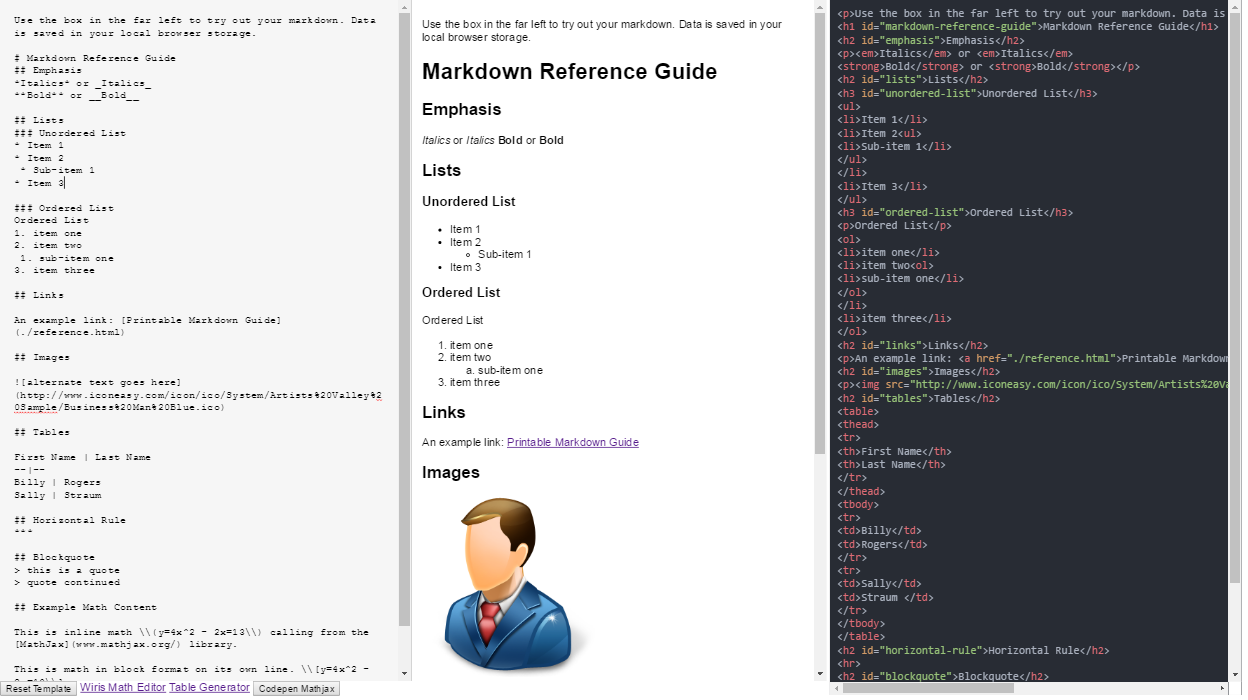 Use the box in the far left to try out your markdown. Data
is saved in your local browser storage.
# Markdown Reference Guide
## Emphasis
*Italics* or _Italics_
**Bold** or __Bold__
## Lists
### Unordered List
* Item 1
* Item 2
 * Sub-item 1
* Item 3
### Ordered List
Ordered List
1. item one
2. item two
 1. sub-item one
3. item three
## Links
An example link: [Printable Markdown Guide]
(./reference.html)
## Images
![alternate text goes here]
(http://www.iconeasy.com/icon/ico/System/Artists%20Valley%2
0Sample/Business%20Man%20Blue.ico)
## Tables
First Name | Last Name
--|--
Billy | Rogers
Sally | Straum
## Horizontal Rule
***
## Blockquote
> this is a quote
> quote continued
## Example Math Content
This is inline math \\(y=4x^2 - 2x=13\\) calling from the
[MathJax](www.mathjax.org/) library.
This is math in block format on its own line. \\[y=4x^2 -
Reset Template Wiris Math Editor Table Generator Codepen Mathjax
Use the box in the far left to try out your markdown. Data is saved in your
local browser storage.
Markdown Reference Guide
Emphasis
Italics or Italics Bold or Bold
Lists
Unordered List
• Item 1
• Item 2
◦ Sub-item 1
• Item 3
Ordered List
Ordered List
1. item one
2. item two
a. sub-item one
3. item three
Links
An example link: Printable Markdown Guide
Images
<p>Use the box in the far left to try out your markdown. Data is
<h1 id="markdown-reference-guide">Markdown Reference Guide</h1>
<h2 id="emphasis">Emphasis</h2>
<p><em>Italics</em> or <em>Italics</em>
<strong>Bold</strong> or <strong>Bold</strong></p>
<h2 id="lists">Lists</h2>
<h3 id="unordered-list">Unordered List</h3>
<ul>
<li>Item 1</li>
<li>Item 2<ul>
<li>Sub-item 1</li>
</ul>
</li>
<li>Item 3</li>
</ul>
<h3 id="ordered-list">Ordered List</h3>
<p>Ordered List</p>
<ol>
<li>item one</li>
<li>item two<ol>
<li>sub-item one</li>
</ol>
</li>
<li>item three</li>
</ol>
<h2 id="links">Links</h2>
<p>An example link: <a href="./reference.html">Printable Markdown
<h2 id="images">Images</h2>
<p><img src="http://www.iconeasy.com/icon/ico/System/Artists%20Va
<h2 id="tables">Tables</h2>
<table>
<thead>
<tr>
<th>First Name</th>
<th>Last Name</th>
</tr>
</thead>
<tbody>
<tr>
<td>Billy</td>
<td>Rogers</td>
</tr>
<tr>
<td>Sally</td>
<td>Straum </td>
</tr>
</tbody>
</table>
<h2 id="horizontal-rule">Horizontal Rule</h2>
<hr>
<h2 id="blockquote">Blockquote</h2>